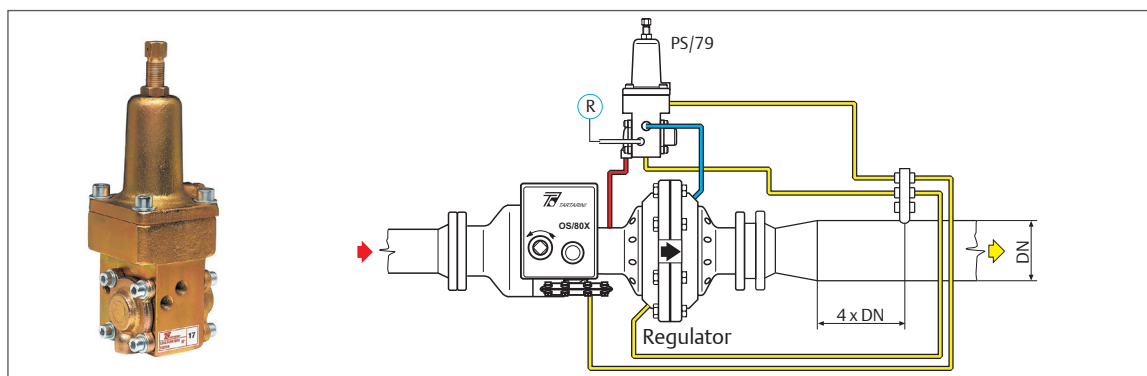 PS/79
R
TARTARINI
OS/80X
DN
4 x DN
Regulator
17